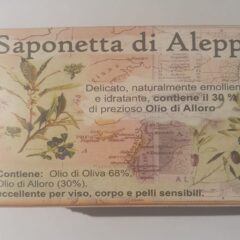 Saponetta di Alepp
Delicato, naturalmente emollien
e idratante, contiene il 30 %
di prezioso Olio di Alloro
Contiene: Olio di Oliva 68%,
Olio di Alloro (30%),
eccellente per viso, corpo e pelli sensibili.